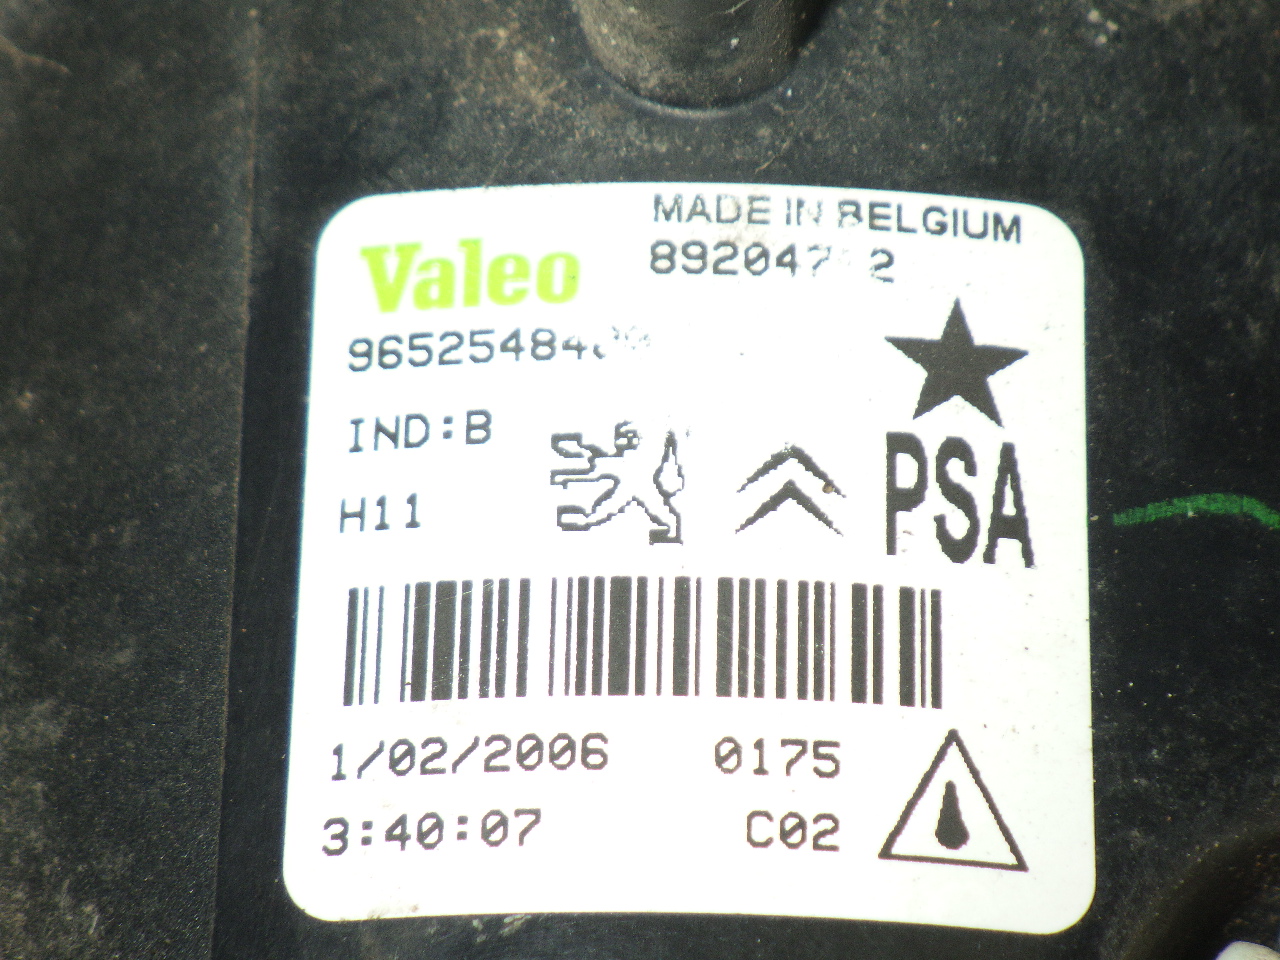 MADE IN BELGIUM
Valeo
IND:B
H11
PSA
1/02/2006 0175
3:40:07 C02